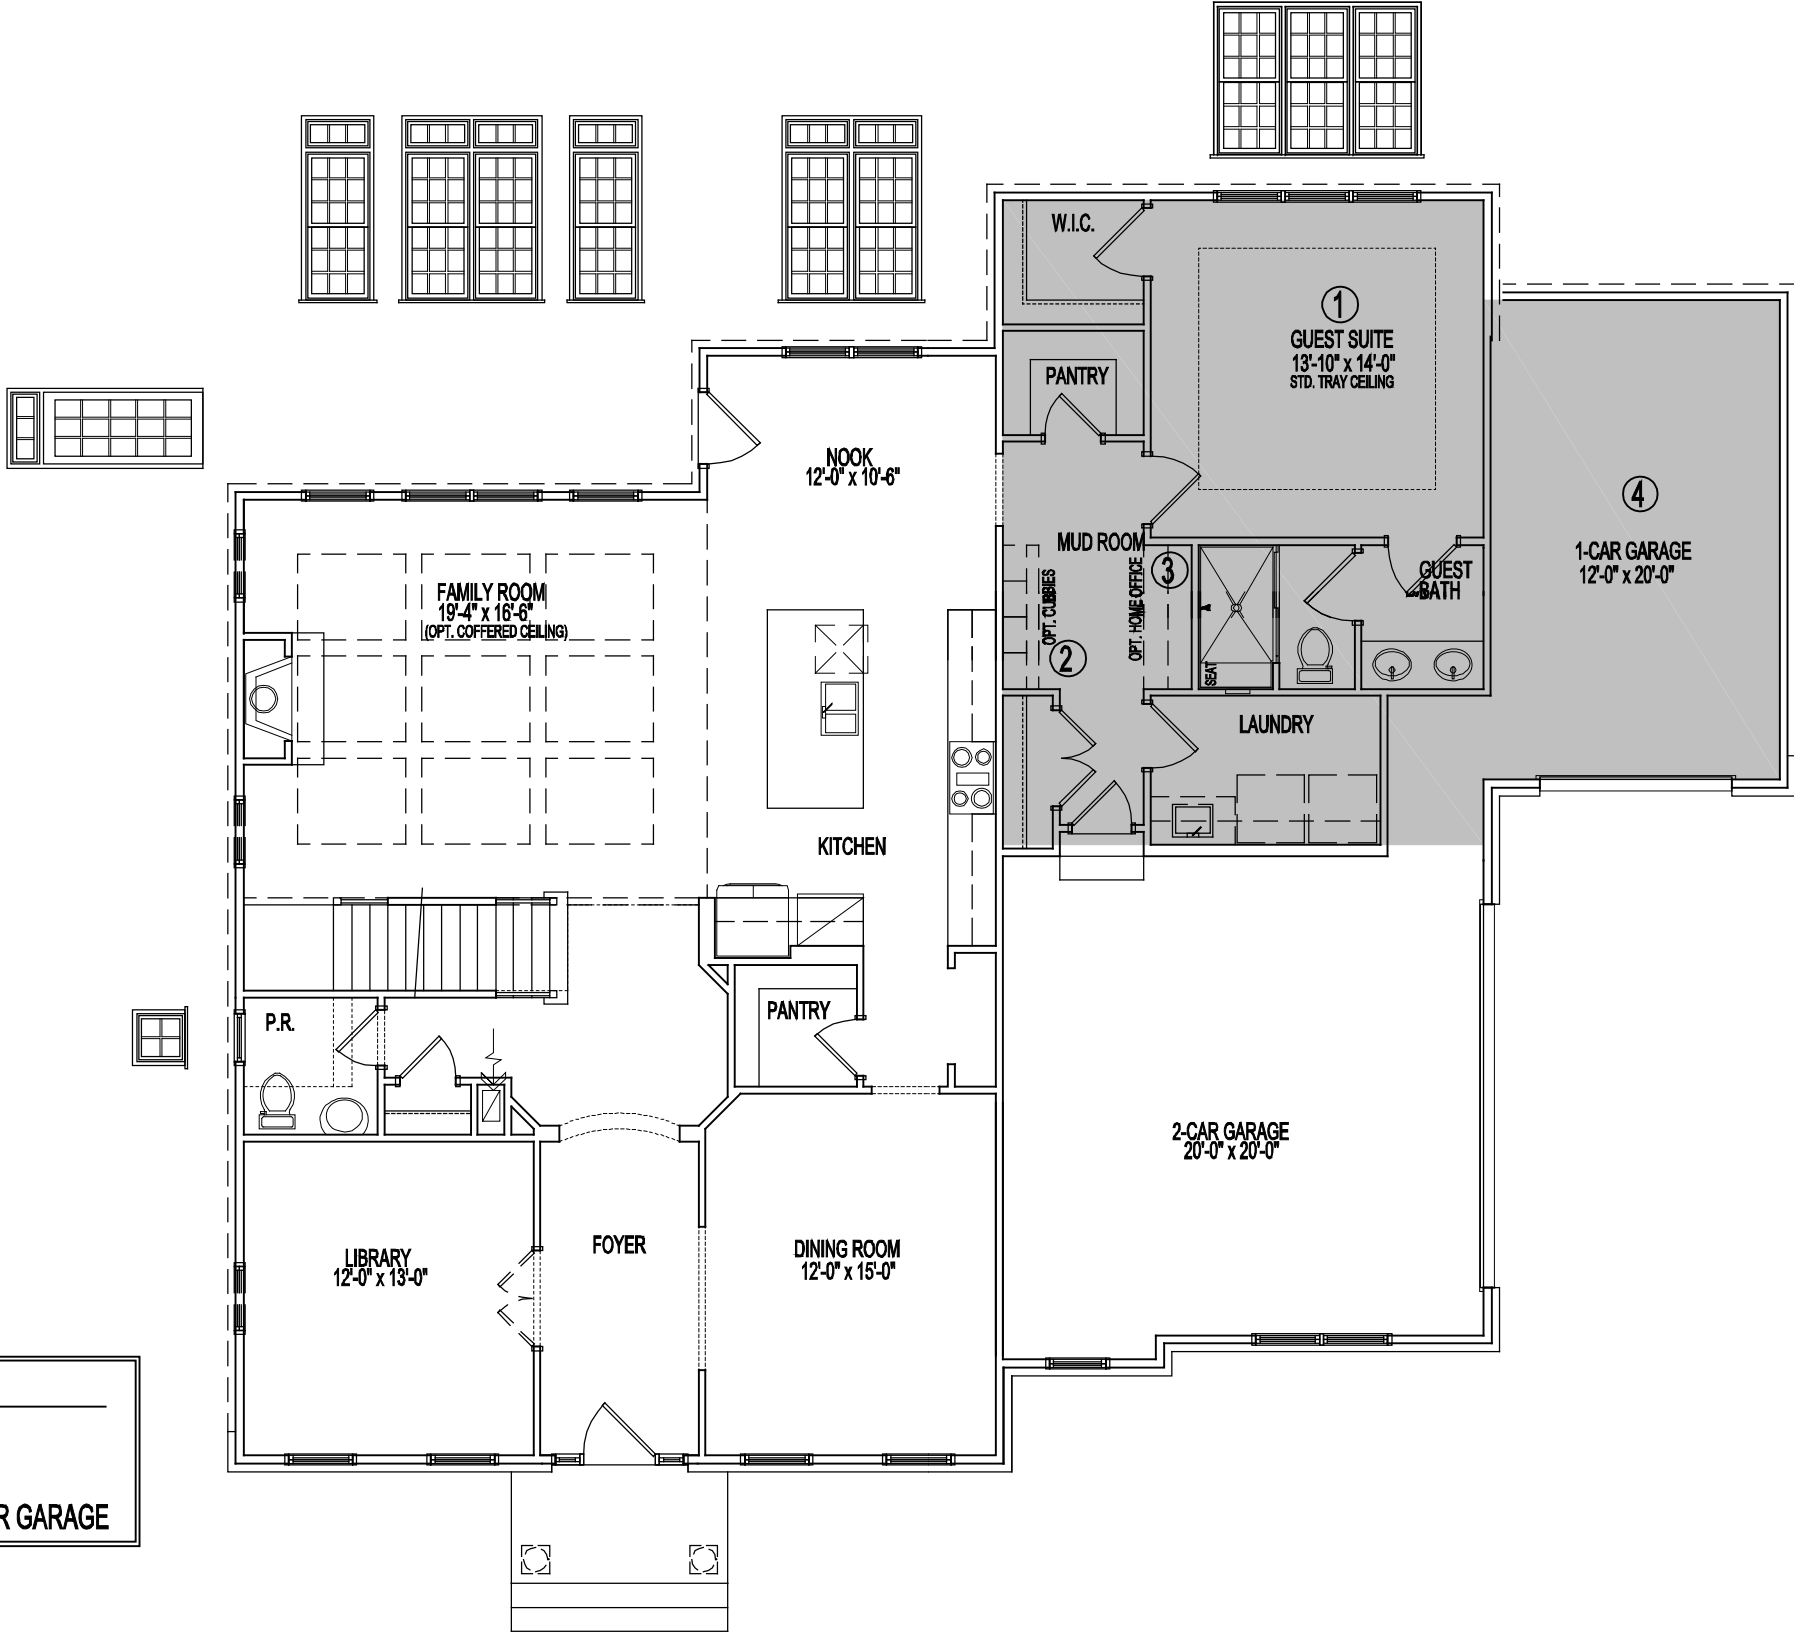 W.I.C.
1
GUEST SUITE
13'-10" x 14'-0"
STD. TRAY CEILING
PANTRY
NOOK
12'-0" x 10'-6"
4
1-CAR GARAGE
12'-0" x 20'-0"
MUD ROOM
3
GUEST
BATH
OPT. CUBBIES
OPT. HOME OFFICE
2
SEAT
FAMILY ROOM
19'-4" x 16'-6"
(OPT. COFFERED CEILING)
LAUNDRY
KITCHEN
P.R.
PANTRY
2-CAR GARAGE
20'-0" x 20'-0"
LIBRARY
12'-0" x 13'-0"
FOYER
DINING ROOM
12'-0" x 15'-0"
R GARAGE